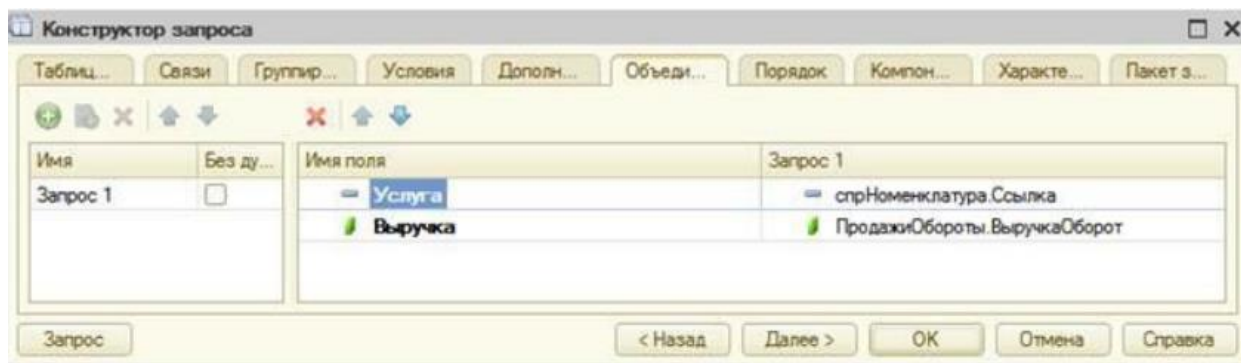 Конструктор запроса
Таблиц... Связи Группир... Условия Дополн... Объеди... Порядок Компон... Характе... Пакет з...
Имя Без ду... Имя поля Запрос 1
Запрос 1 Услуга спрНоменклатура.Ссылка
Выручка ПродажиОбороты.ВыручкаОборот
Запрос < Назад Далее > OK Отмена Справка